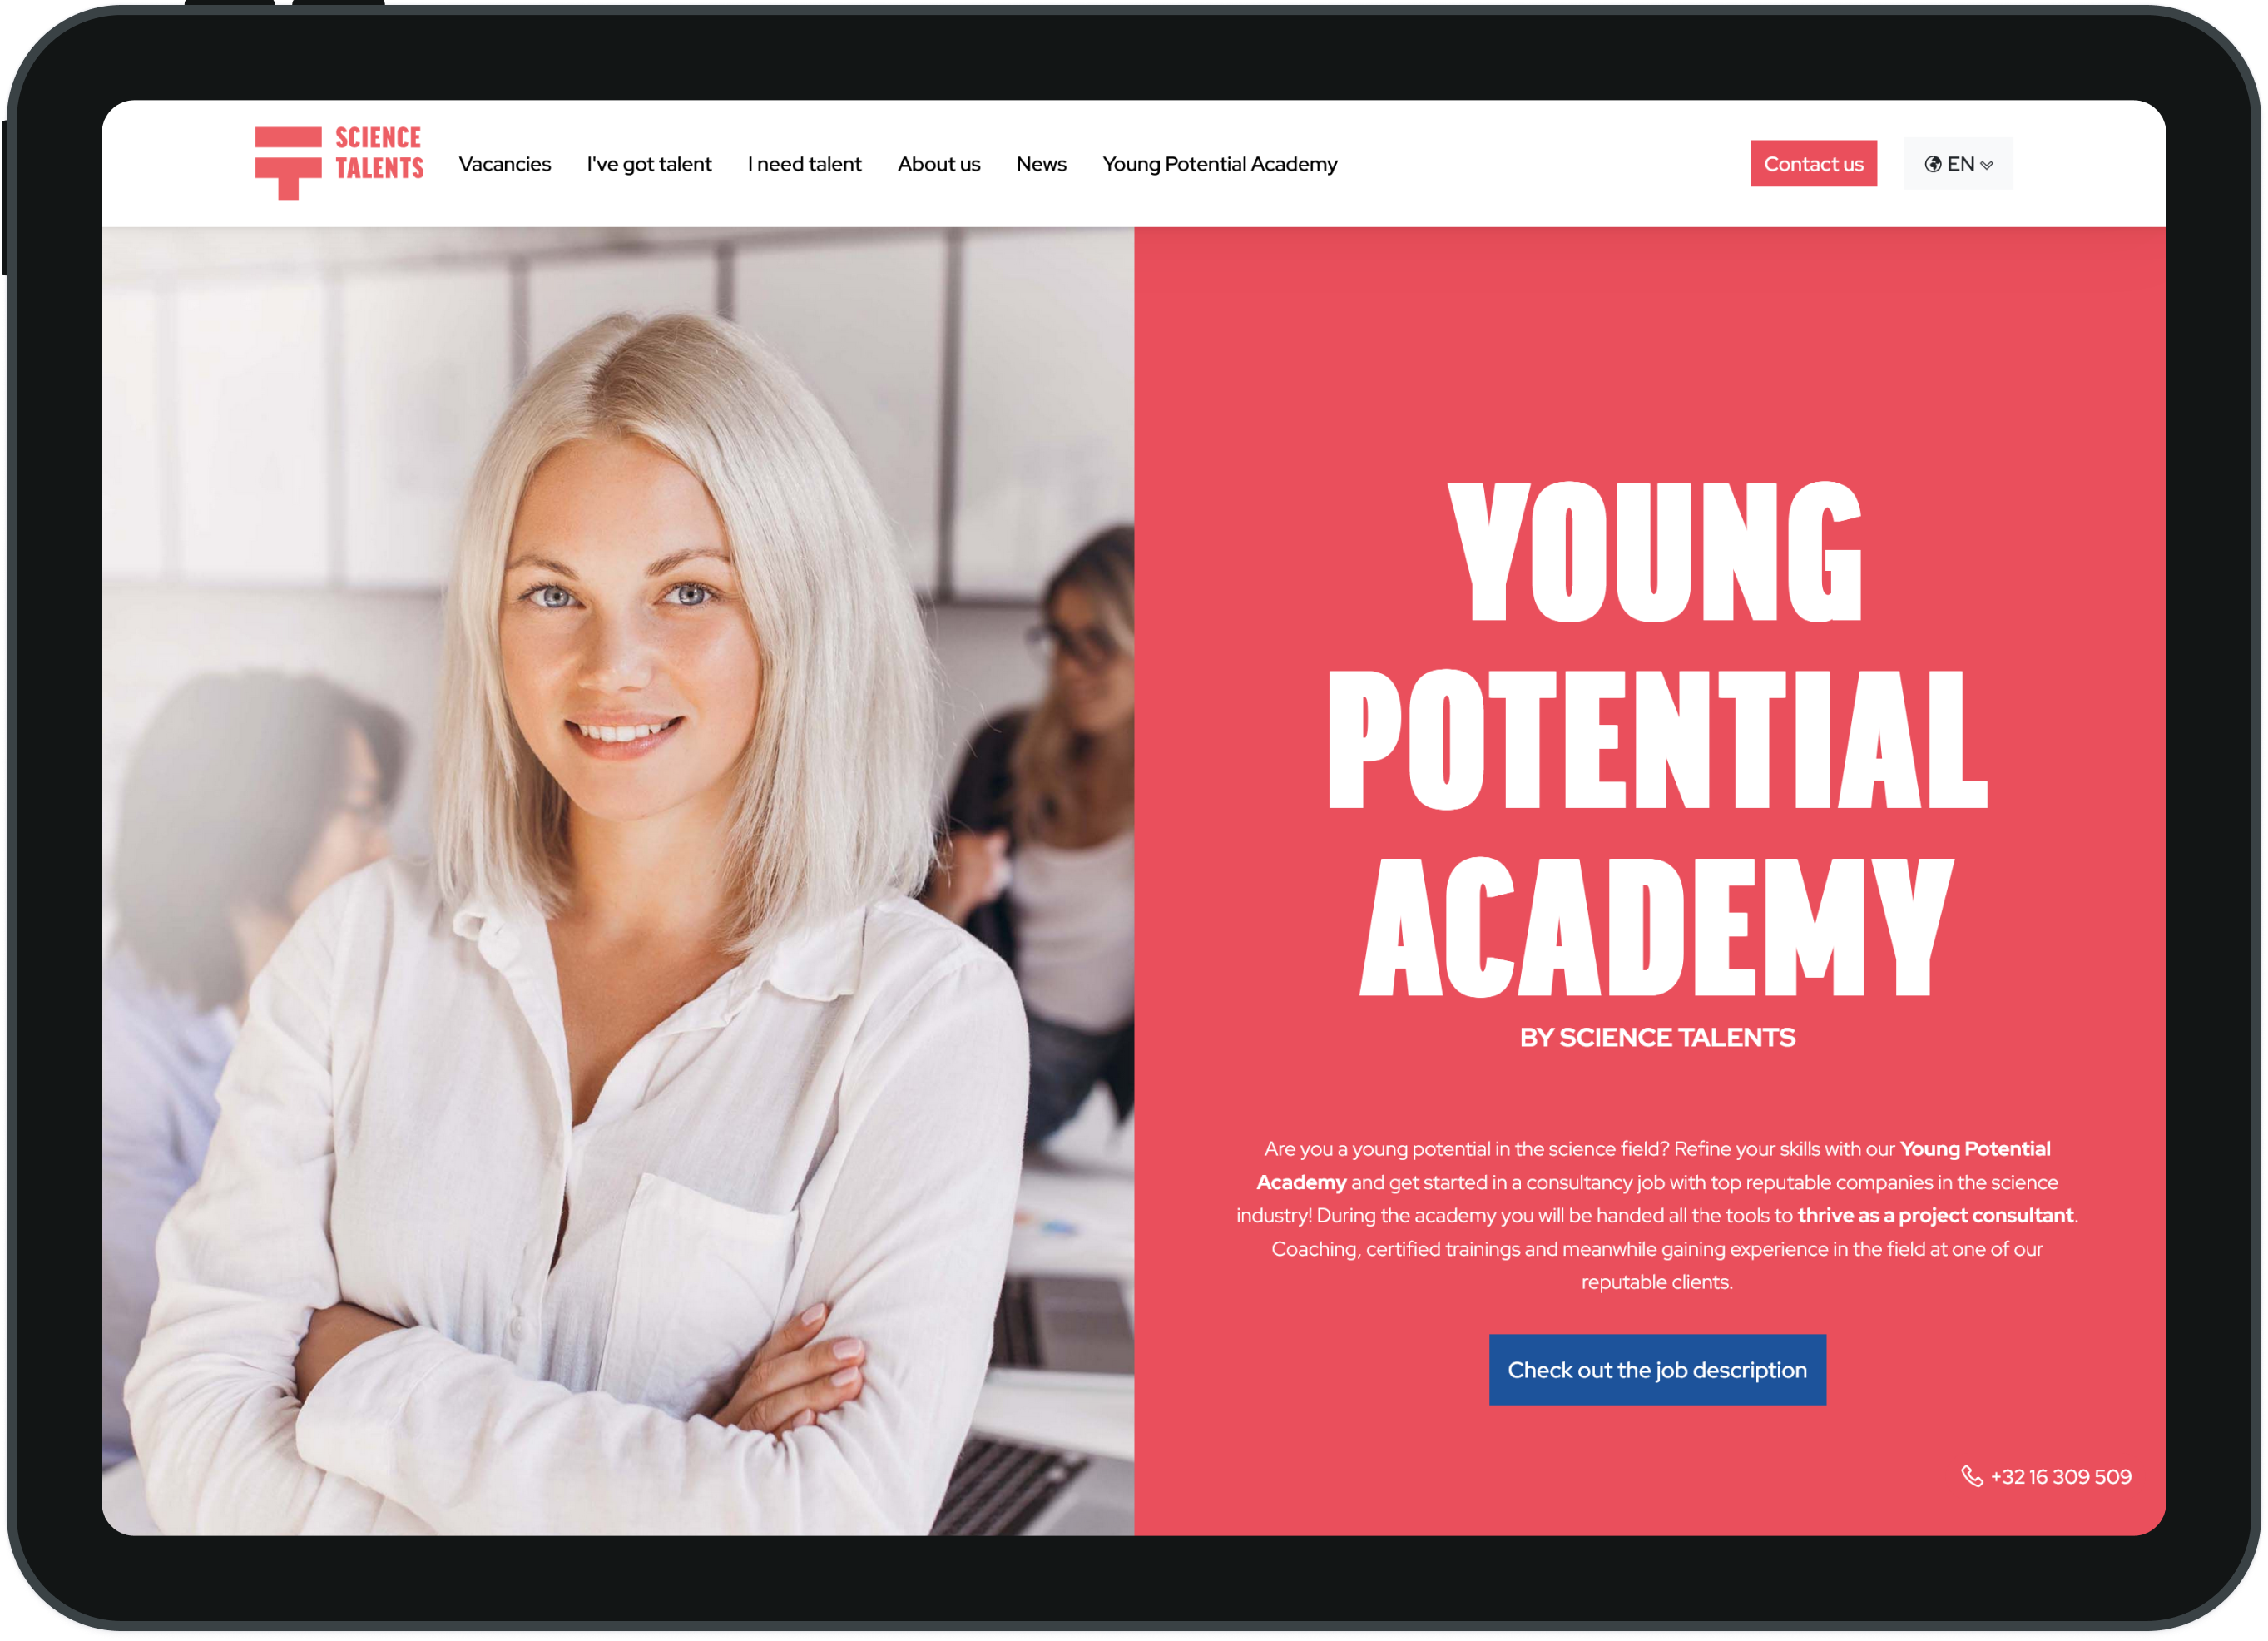 SCIENCE
TALENTS
Vacancies I've got talent I need talent About us News Young Potential Academy
Contact us
EN
YOUNG
POTENTIAL
ACADEMY
BY SCIENCE TALENTS
Are you a young potential in the science field? Refine your skills with our Young Potential
Academy and get started in a consultancy job with top reputable companies in the science
industry! During the academy you will be handed all the tools to thrive as a project consultant.
Coaching, certified trainings and meanwhile gaining experience in the field at one of our
reputable clients.
Check out the job description
+32 16 309 509